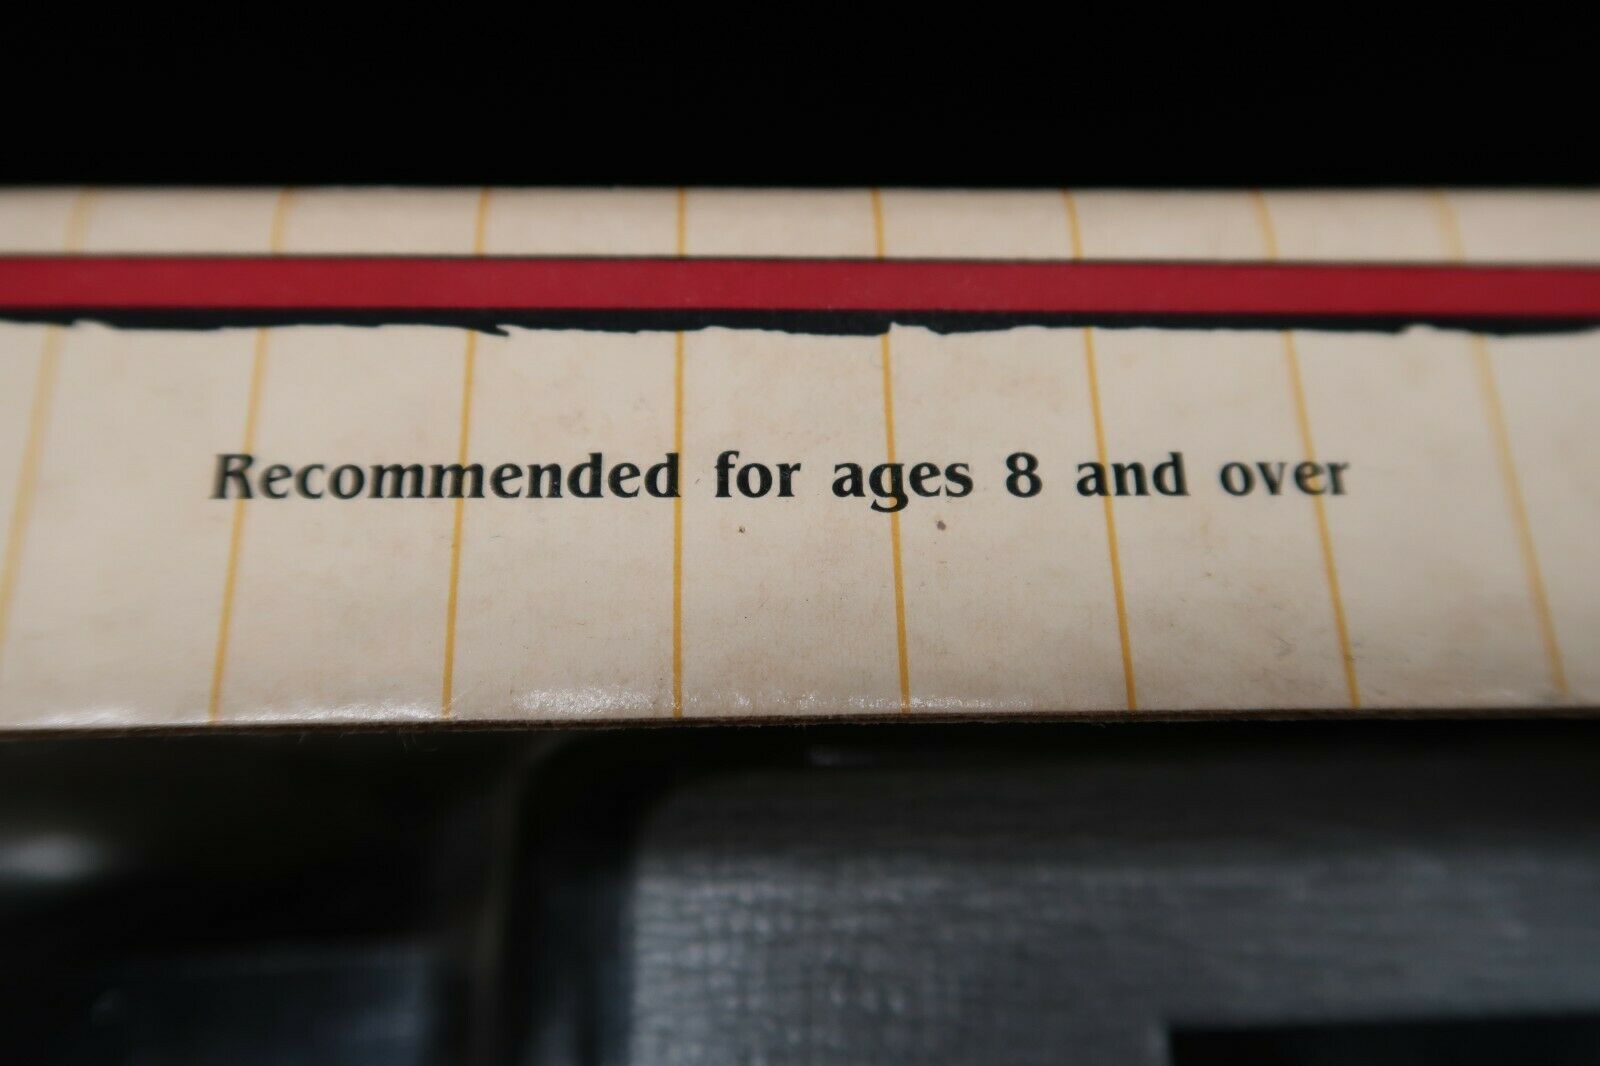 Recommended for ages 8 and over